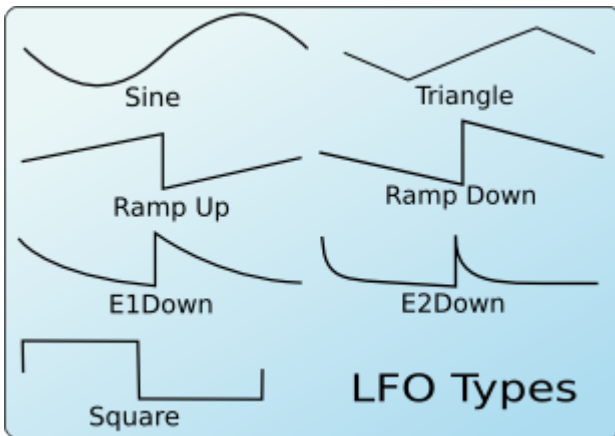 Sine
Triangle
Ramp Up
Ramp Down
E1Down
E2Down
Square
LFO Types